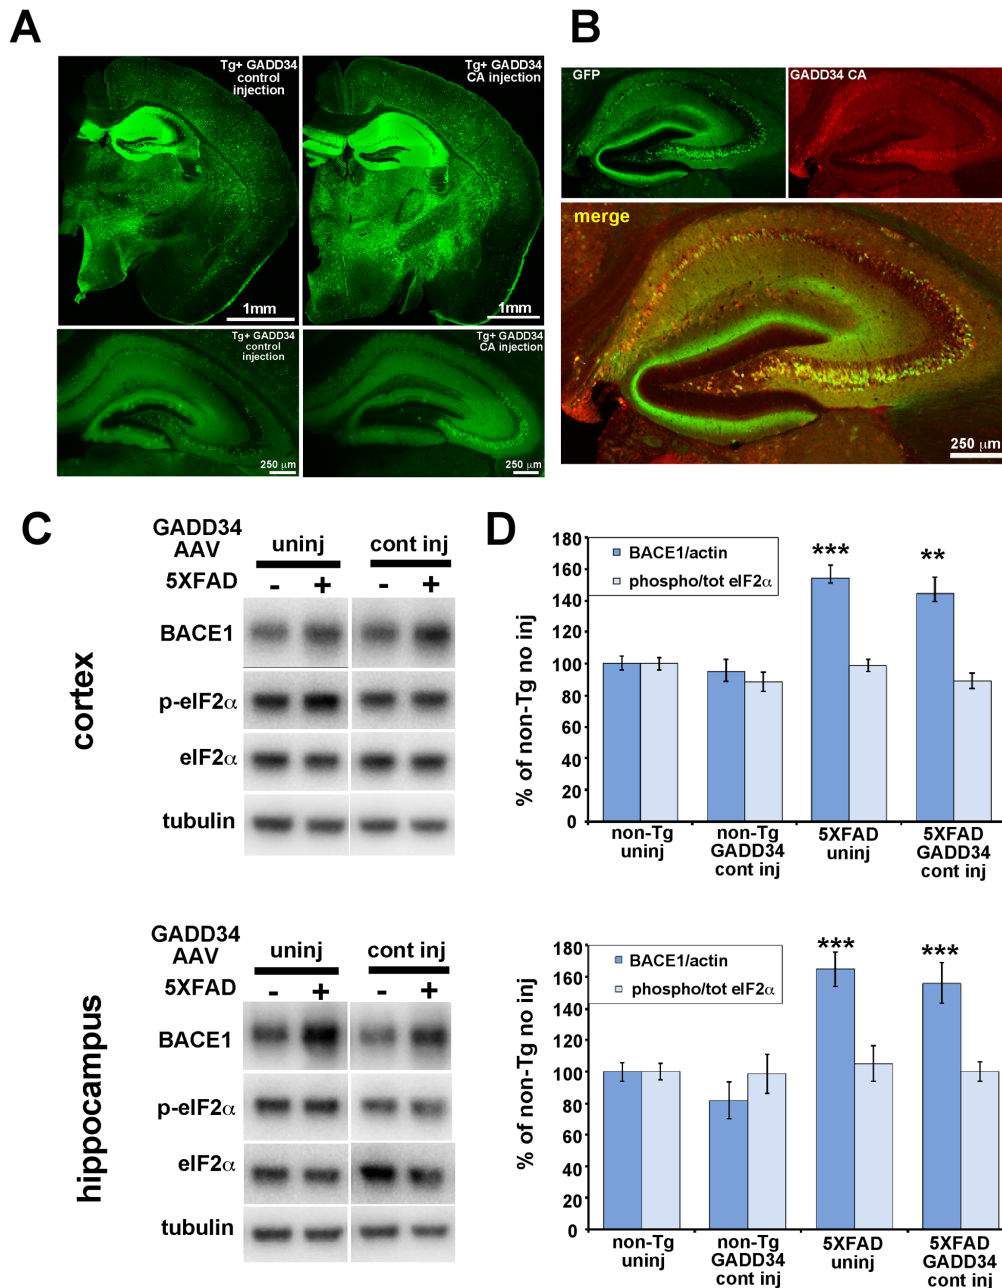 A
Tg+ GADD34
control
injection
1mm
Tg+ GADD34
CA injection
1mm
Tg+ GADD34
control
injection
250 µm
Tg+ GADD34
CA injection
250 µm
B
GFP
GADD34 CA
merge
250 µm
C
GADD34
AAV
uninj
cont inj
5XFAD
- + - +
cortex
BACE1
p-eIF2α
eIF2α
tubulin
GADD34
AAV
uninj
cont inj
5XFAD
- + - +
hippocampus
BACE1
p-eIF2α
eIF2α
tubulin
D
% of non-Tg no inj
180
160
140
120
100
80
60
40
20
0
BACE1/actin
phospho/tot eIF2α
***
**
non-Tg
uninj
non-Tg
GADD34
cont inj
5XFAD
uninj
5XFAD
GADD34
cont inj
% of non-Tg no inj
180
160
140
120
100
80
60
40
20
0
BACE1/actin
phospho/tot eIF2α
***
***
non-Tg
uninj
non-Tg
GADD34
cont inj
5XFAD
uninj
5XFAD
GADD34
cont inj